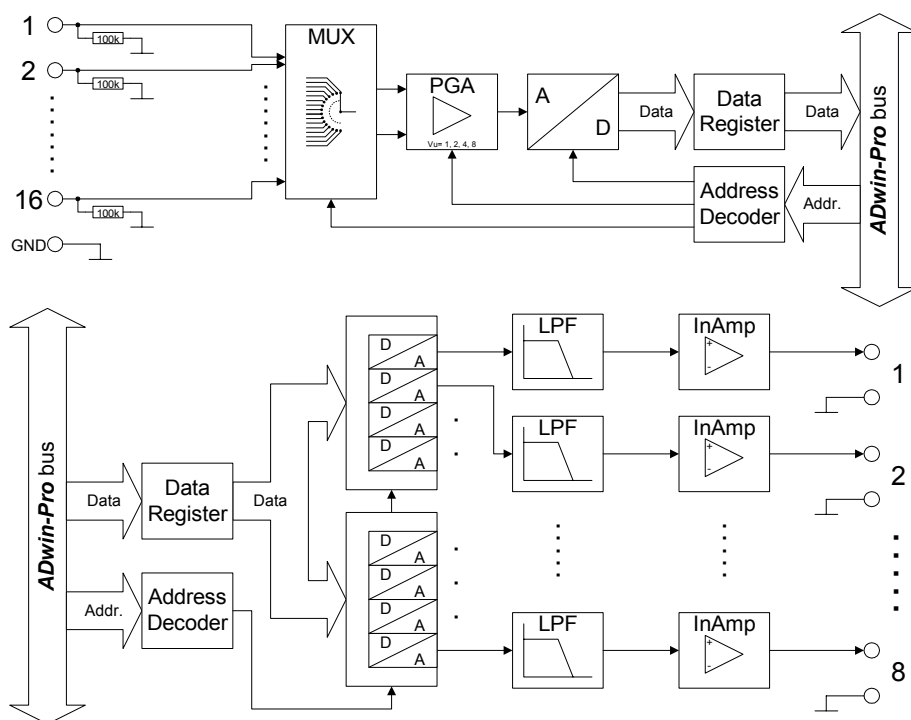 1
100k
2
100k
16
100k
GND
MUX
PGA
Vu= 1, 2, 4, 8
A
D
Data
Data
Register
Data
Address
Decoder
Addr.
ADwin-Pro bus
ADwin-Pro bus
Data
Data
Register
Data
Addr.
Address
Decoder
D
A
D
A
D
A
D
A
D
A
D
A
D
A
D
A
LPF
InAmp
+
-
1
LPF
InAmp
+
-
2
LPF
InAmp
+
-
8